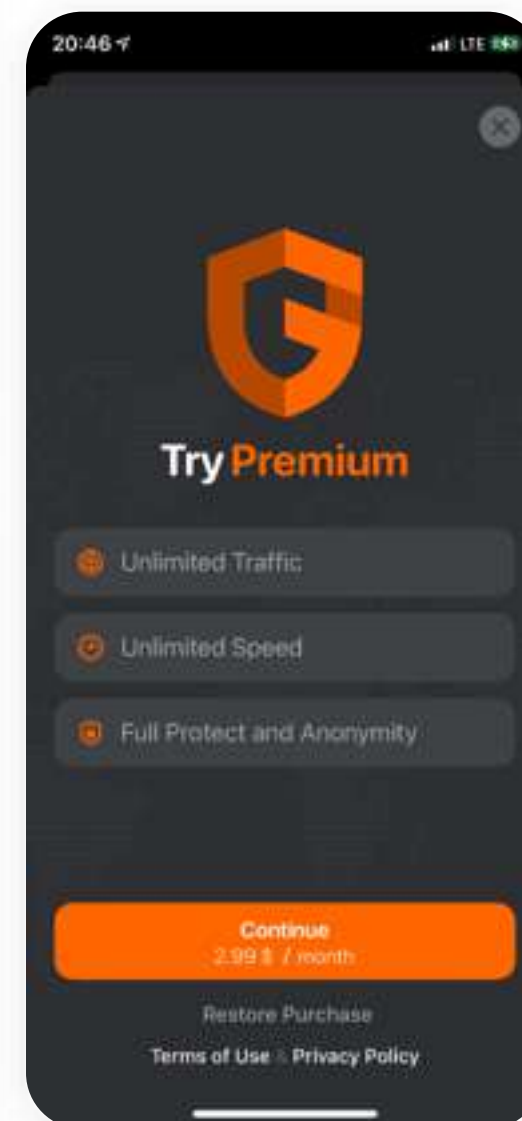 20:46
LTE
Try Premium
Unlimited Traffic
Unlimited Speed
Full Protect and Anonymity
Continue
2.99 $ / month
Restore Purchase
Terms of Use & Privacy Policy